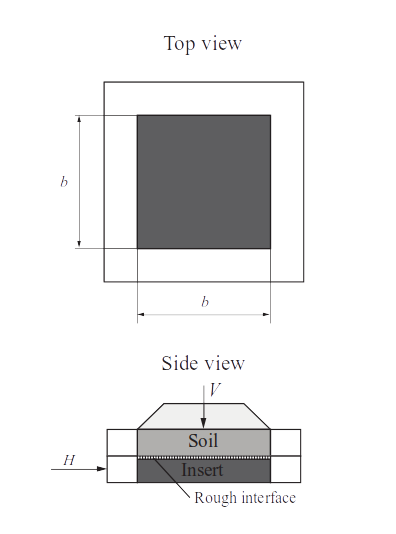 Top view
b
b
Side view
V
Soil
H
Insert
Rough interface